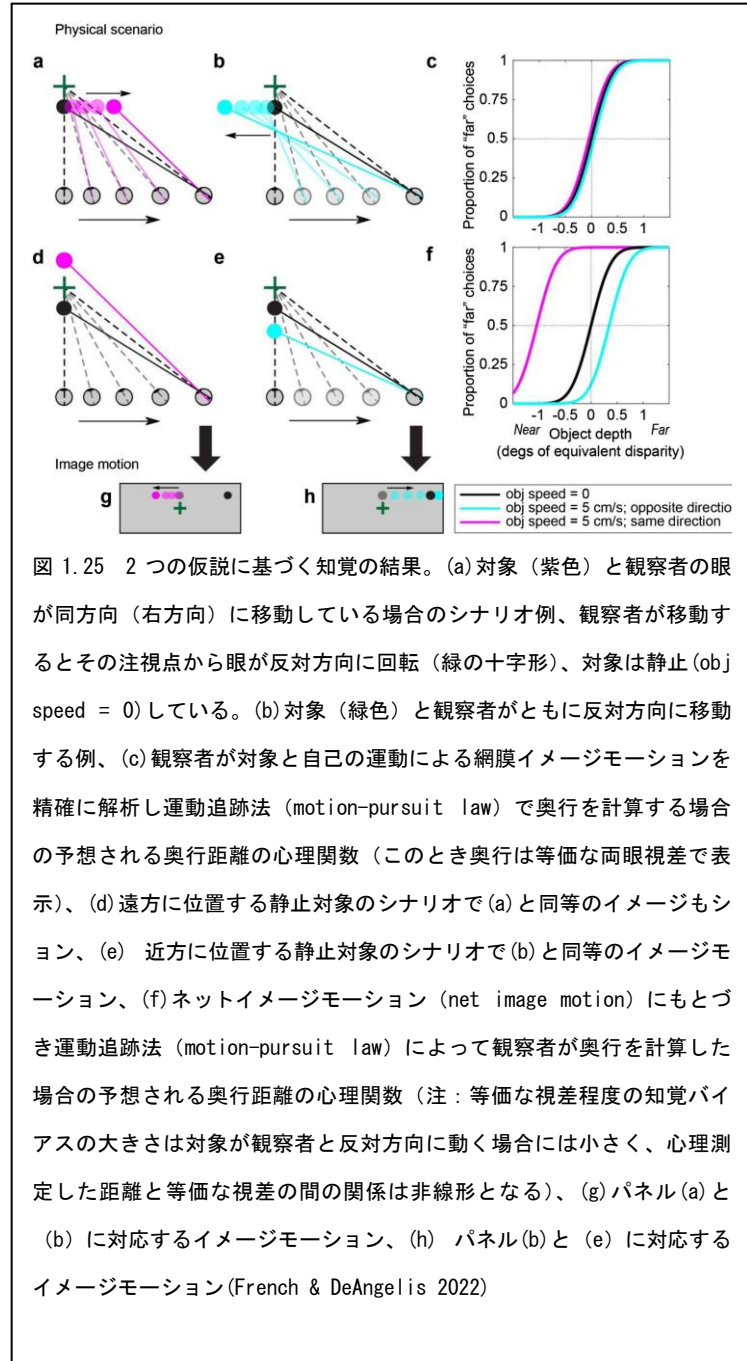 Physical scenario
a
b
c
Proportion of "far" choices
1
0.75
0.5
0.25
0
-1 -0.5 0 0.5 1
d
e
f
Proportion of "far" choices
1
0.75
0.5
0.25
0
-1 -0.5 0 0.5 1
Near Object depth Far
(degs of equivalent disparity)
Image motion
g
h
obj speed = 0
obj speed = 5 cm/s; opposite directio
obj speed = 5 cm/s; same direction
図 1.25 2 つの仮説に基づく知覚の結果。(a)対象（紫色）と観察者の眼
が同方向（右方向）に移動している場合のシナリオ例、観察者が移動す
るとその注視点から眼が反対方向に回転（緑の十字形）、対象は静止(obj
speed = 0)している。(b)対象（緑色）と観察者がともに反対方向に移動
する例、(c)観察者が対象と自己の運動による網膜イメージモーションを
精確に解析し運動追跡法（motion-pursuit law）で奥行を計算する場合
の予想される奥行距離の心理関数（このとき奥行は等価な両眼視差で表
示)、(d)遠方に位置する静止対象のシナリオで(a)と同等のイメージもシ
ョン、(e) 近方に位置する静止対象のシナリオで(b)と同等のイメージモ
ーション、(f)ネットイメージモーション（net image motion）にもとづ
き運動追跡法（motion-pursuit law）によって観察者が奥行を計算した
場合の予想される奥行距離の心理関数（注：等価な視差程度の知覚バイ
アスの大きさは対象が観察者と反対方向に動く場合には小さく、心理測
定した距離と等価な視差の間の関係は非線形となる）、(g)パネル(a)と
（b）に対応するイメージモーション、(h) パネル(b)と（e）に対応する
イメージモーション(French & DeAngelis 2022)